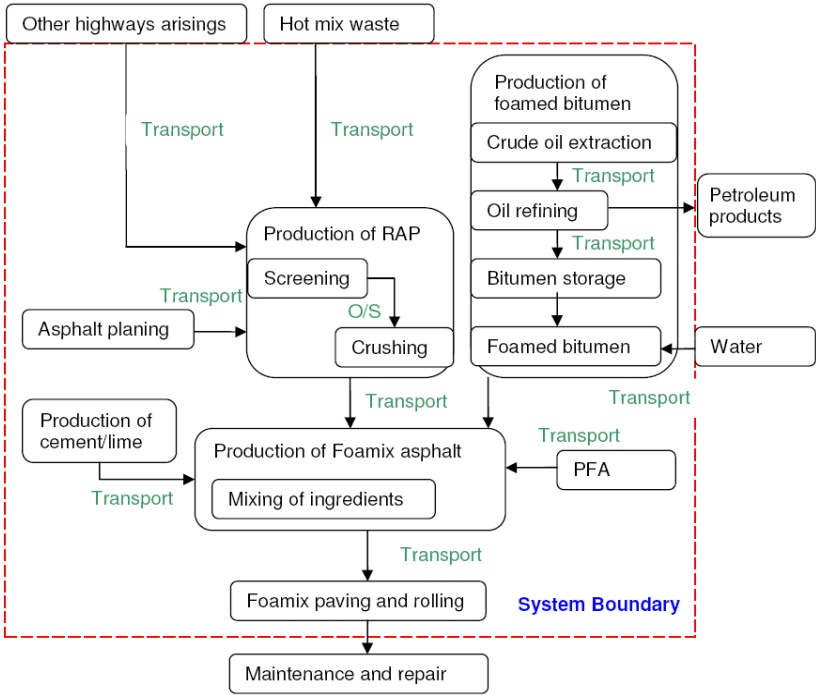 Other highways arisings
Hot mix waste
Production of
foamed bitumen
Transport
Transport
Crude oil extraction
Transport
Petroleum
products
Oil refining
Production of RAP
Transport
Screening
Bitumen storage
Transport
O/S
Asphalt planing
Crushing
Foamed bitumen
Water
Transport
Transport
Production of
cement/lime
Production of Foamix asphalt
Transport
PFA
Transport
Mixing of ingredients
Transport
Foamix paving and rolling
System Boundary
Maintenance and repair